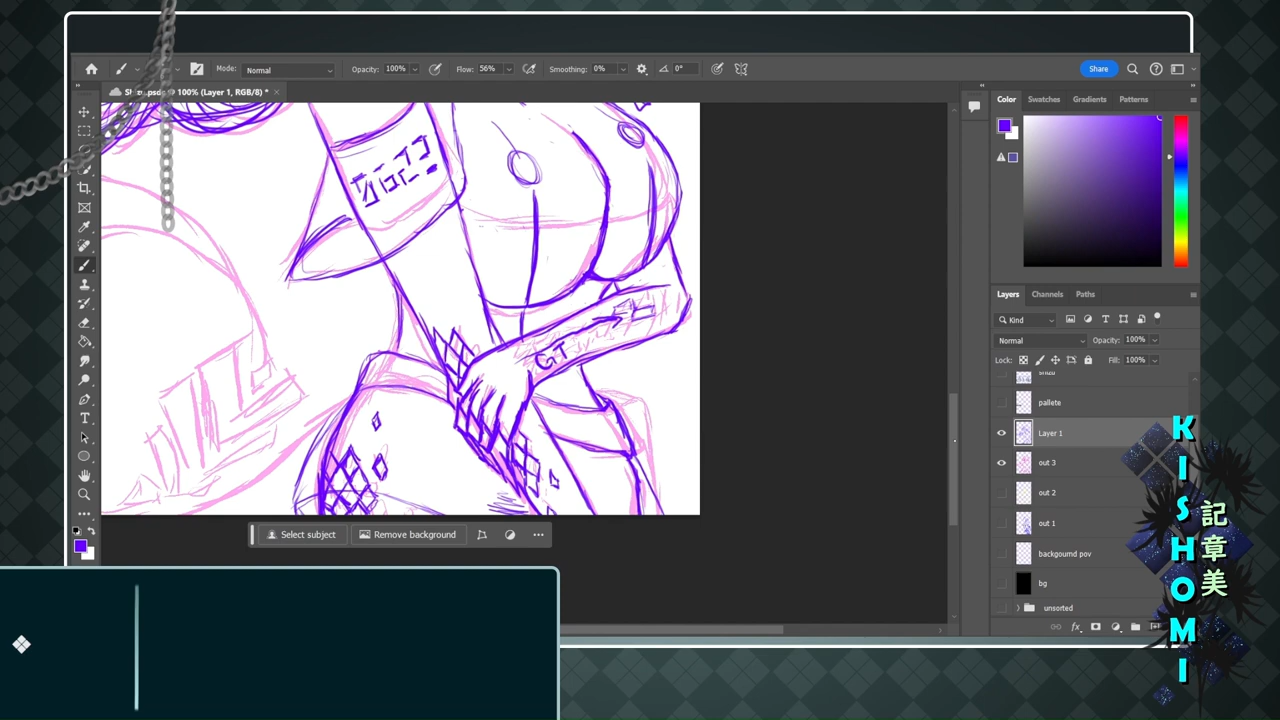 Mode: Normal Opacity: 100% Flow: 56% Smoothing: 0% 0° Share
@ 100% (Layer 1, RGB/8) * ×
Color Swatches Gradients Patterns
Layers Channels Paths
Kind
Normal Opacity: 100%
Lock: Fill: 100%
pallete
Layer 1
out 3
out 2
out 1
backgoumd pov
bg
unsorted
GT
Select subject Remove background
KISHOMI
記章美